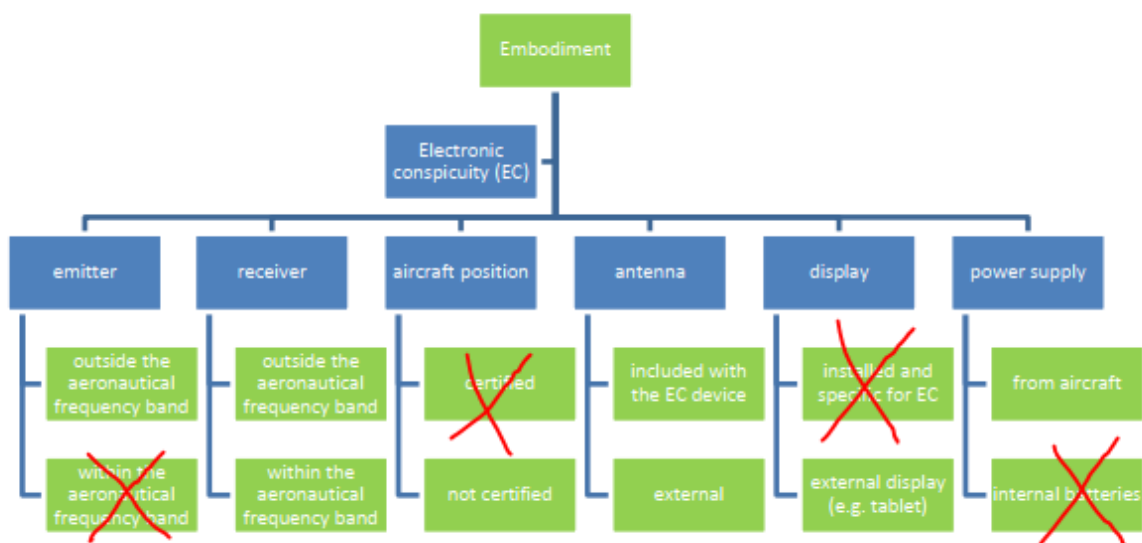 Embodiment
Electronic
conspicuity (EC)
emitter
receiver
aircraft position
antenna
display
power supply
outside the
aeronautical
frequency band
outside the
aeronautical
frequency band
certified
included with
the EC device
installed and
specific for EC
from aircraft
within the
aeronautical
frequency band
within the
aeronautical
frequency band
not certified
external
external display
(e.g. tablet)
internal batteries